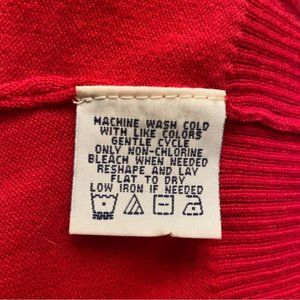 MACHINE WASH COLD
WITH LIKE COLORS
GENTLE CYCLE
ONLY NON-CHLORINE
BLEACH WHEN NEEDED
RESHAPE AND LAY
FLAT TO DRY
LOW IRON IF NEEDED